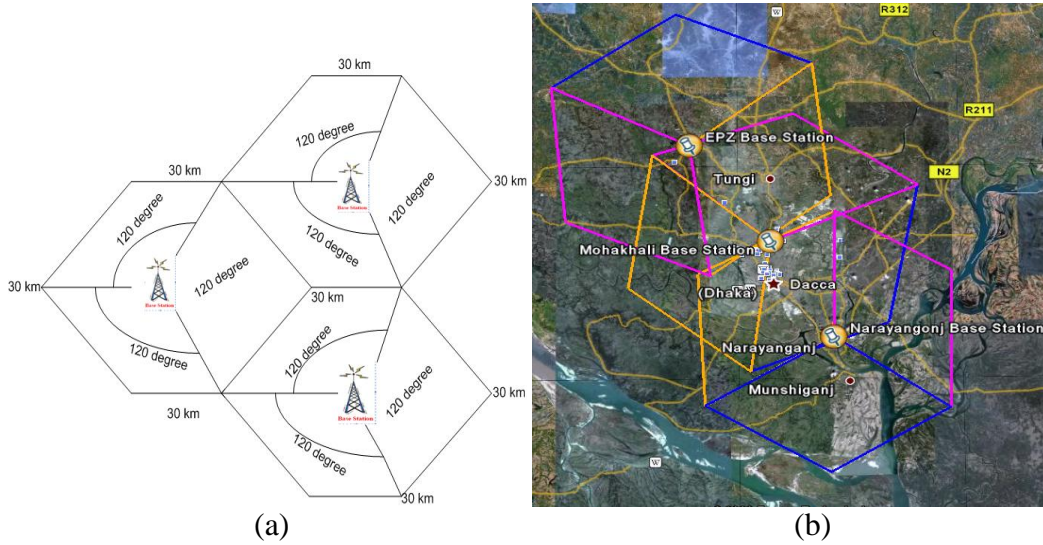 30 km
120 degree
Base Station
120 degree
30 km
120 degree
30 km
120 degree
120 degree
Base Station
30 km
120 degree
30 km
30 km
120 degree
120 degree
Base Station
120 degree
30 km
30 km
120 degree
30 km
(a)
R312
W
R211
EPZ Base Station
N2
Tungi
Mohakhali Base Station
Dacca
(Dhaka)
Narayangonj Base Station
Narayanganj
Munshiganj
W
(b)